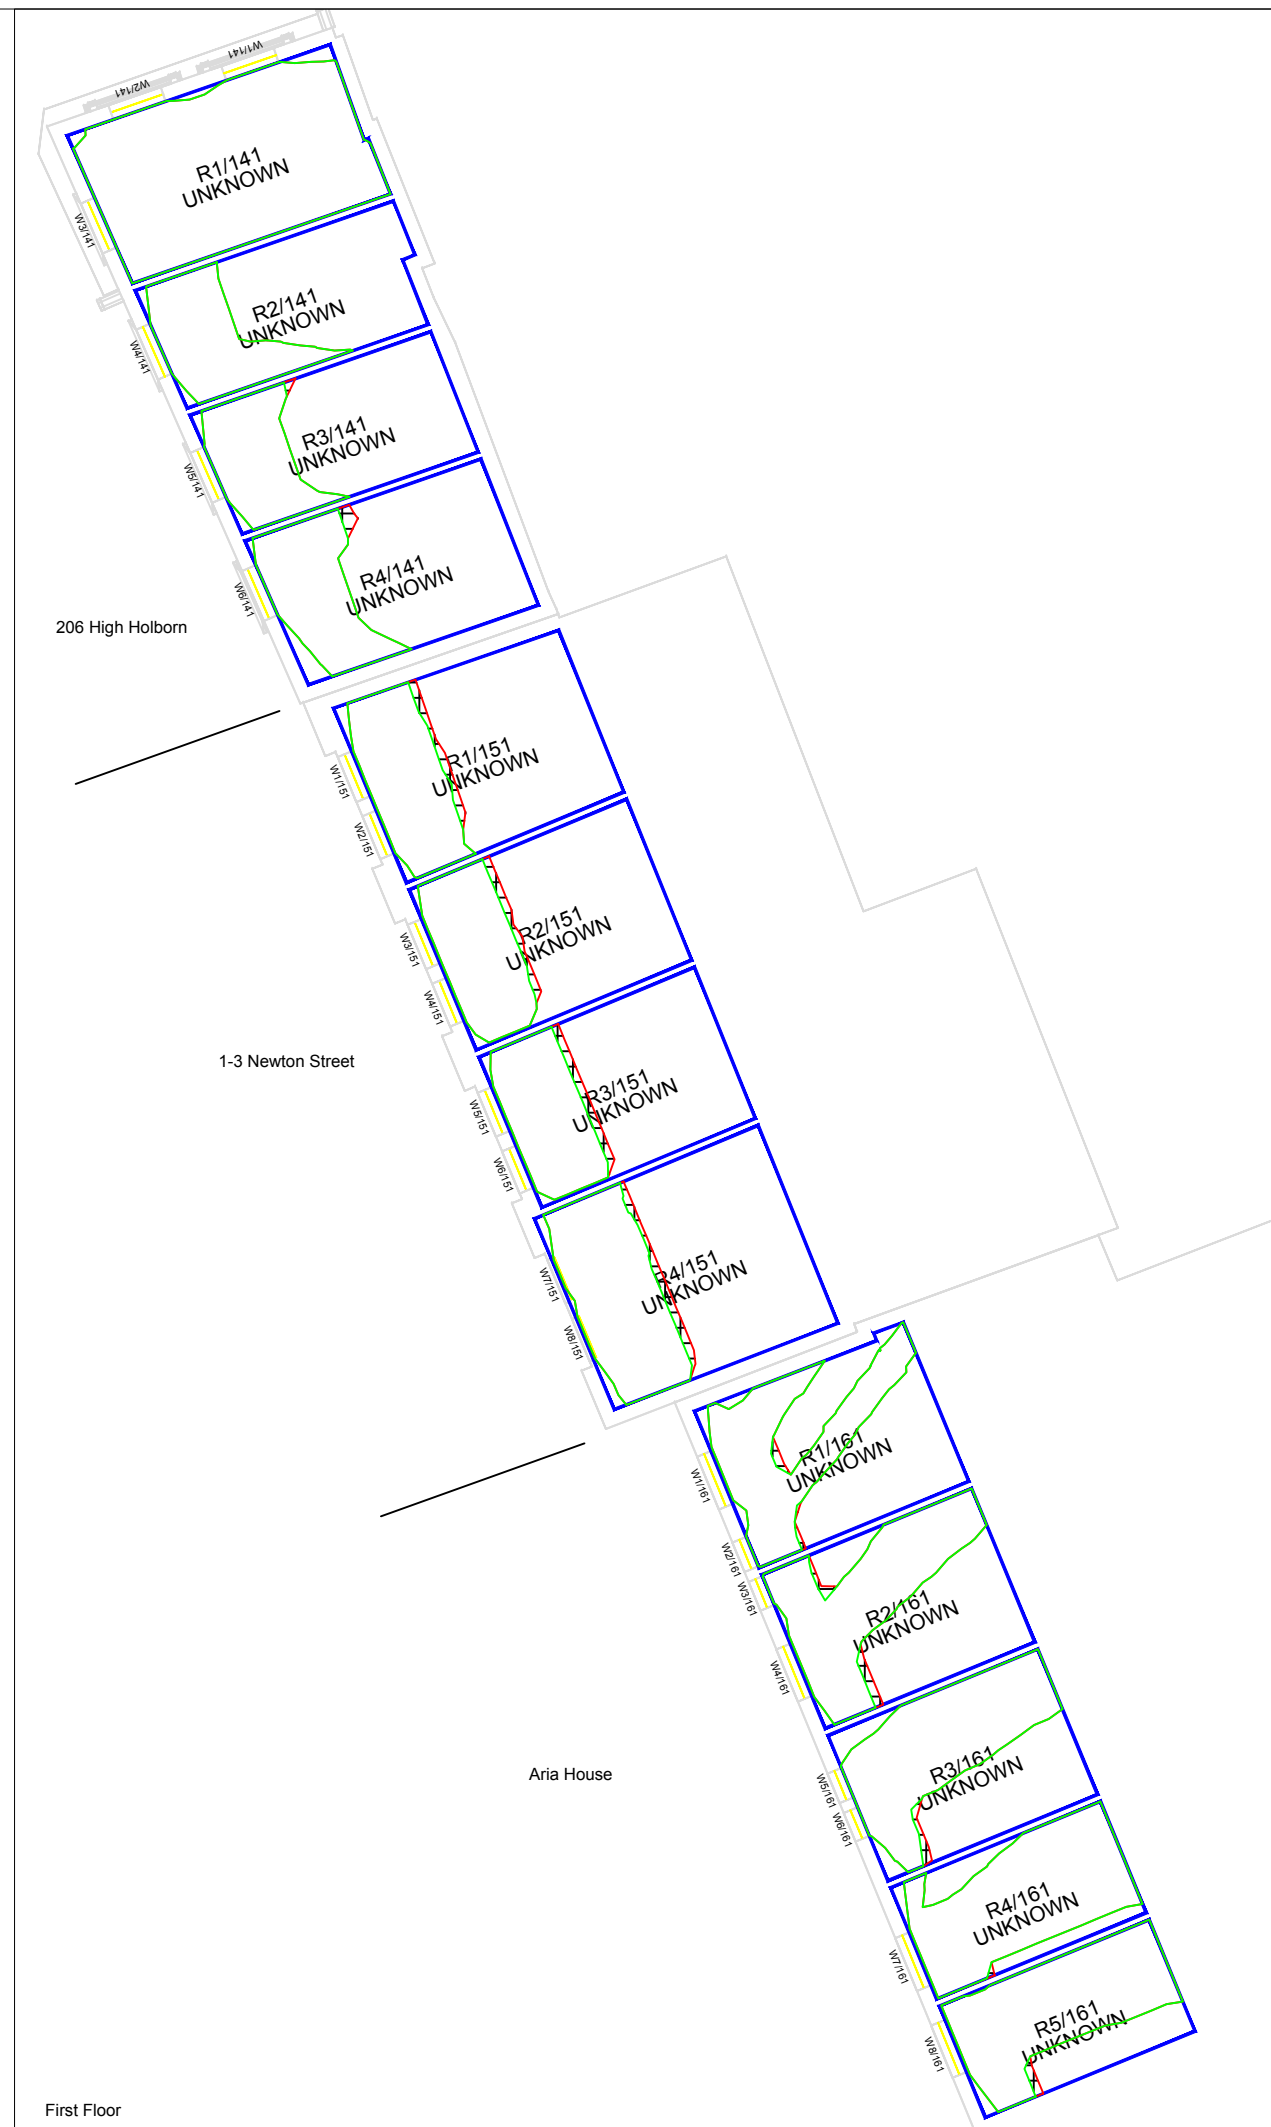 W1/141
W2/141
R1/141
UNKNOWN
W3/141
R2/141
UNKNOWN
W4/141
R3/141
UNKNOWN
W5/141
R4/141
UNKNOWN
W6/141
206 High Holborn
R1/151
UNKNOWN
W1/151
W2/151
R2/151
UNKNOWN
W3/151
W4/151
1-3 Newton Street
R3/151
UNKNOWN
W5/151
W6/151
R4/151
UNKNOWN
W7/151
W8/151
R1/161
UNKNOWN
W1/161
W2/161
W3/161
R2/161
UNKNOWN
W4/161
Aria House
R3/161
UNKNOWN
W5/161
W6/161
R4/161
UNKNOWN
W7/161
R5/161
UNKNOWN
W8/161
First Floor